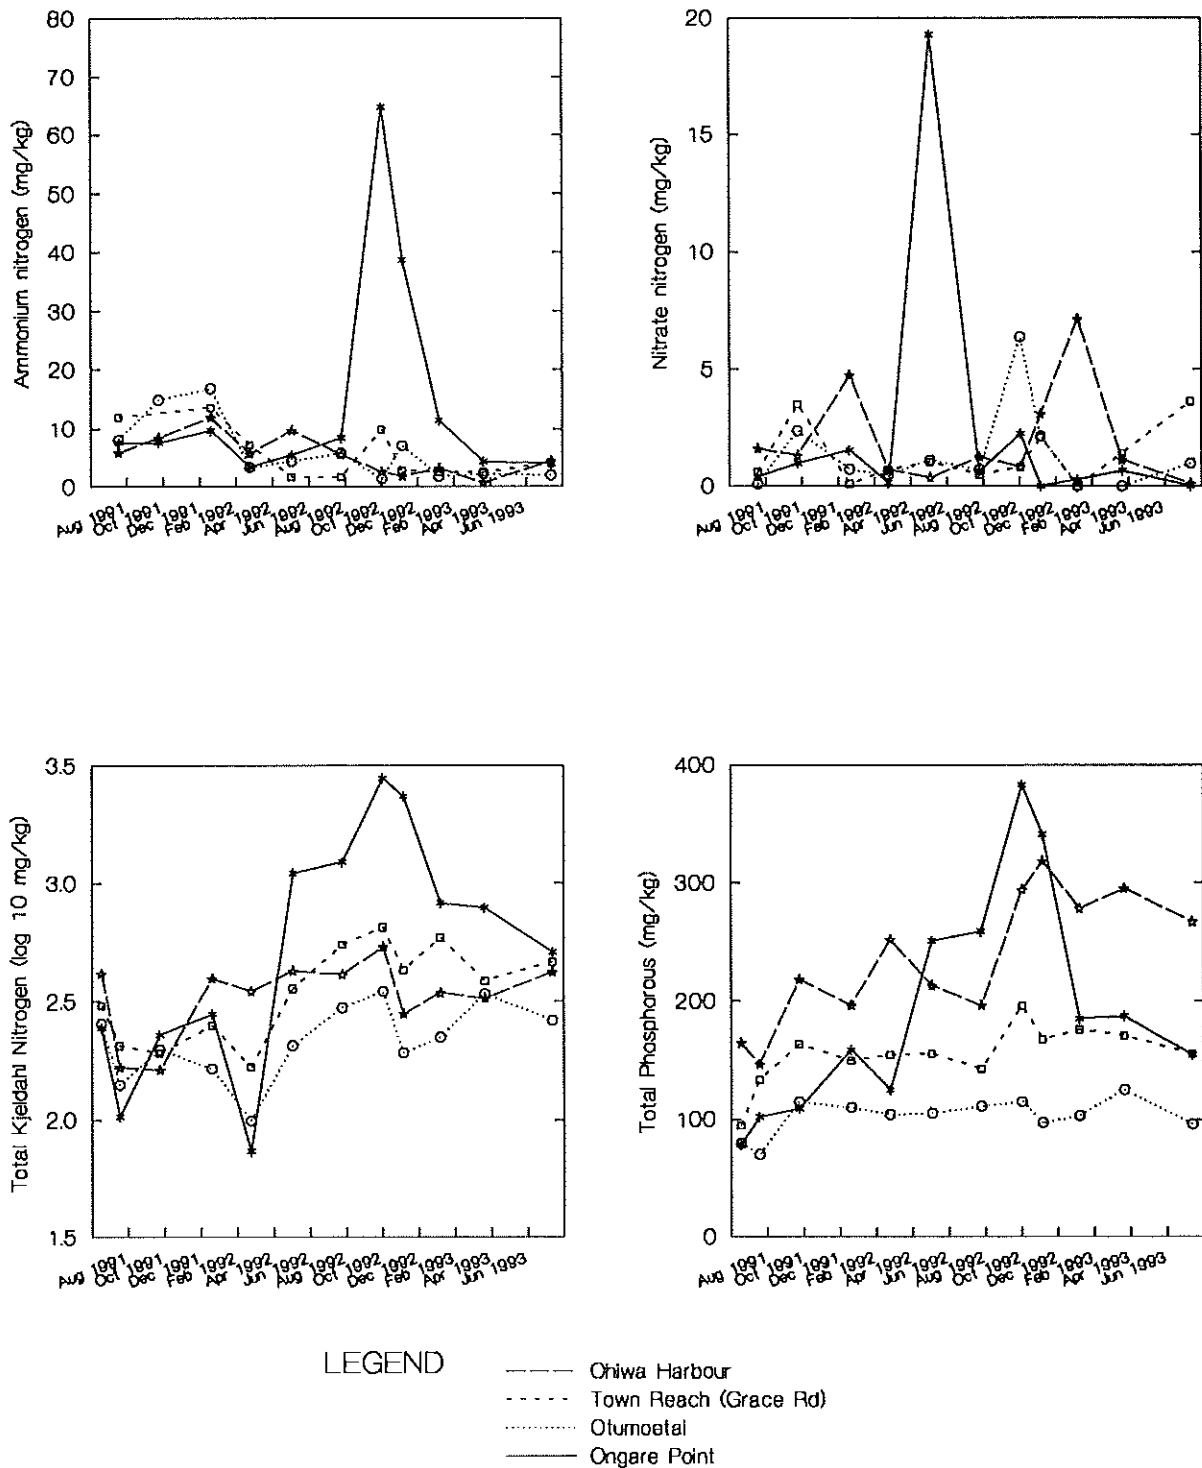 80
70
60
50
40
30
20
10
0
Ammonium nitrogen (mg/kg)
Aug 1991
Oct 1991
Dec 1991
Feb 1992
Apr 1992
Jun 1992
Aug 1992
Oct 1992
Dec 1992
Feb 1993
Apr 1993
Jun 1993
20
15
10
5
0
Nitrate nitrogen (mg/kg)
Aug 1991
Oct 1991
Dec 1991
Feb 1992
Apr 1992
Jun 1992
Aug 1992
Oct 1992
Dec 1992
Feb 1993
Apr 1993
Jun 1993
3.5
3.0
2.5
2.0
1.5
Total Kjeldahl Nitrogen (log 10 mg/kg)
Aug 1991
Oct 1991
Dec 1991
Feb 1992
Apr 1992
Jun 1992
Aug 1992
Oct 1992
Dec 1992
Feb 1993
Apr 1993
Jun 1993
400
300
200
100
0
Total Phosphorous (mg/kg)
Aug 1991
Oct 1991
Dec 1991
Feb 1992
Apr 1992
Jun 1992
Aug 1992
Oct 1992
Dec 1992
Feb 1993
Apr 1993
Jun 1993
LEGEND
Ohiwa Harbour
Town Reach (Grace Rd)
Otumoetai
Ongare Point